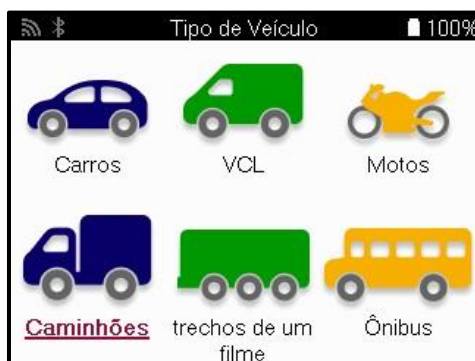 Tipo de Veículo 100%
Carros VCL Motos
Caminhões trechos de um Ônibus
filme